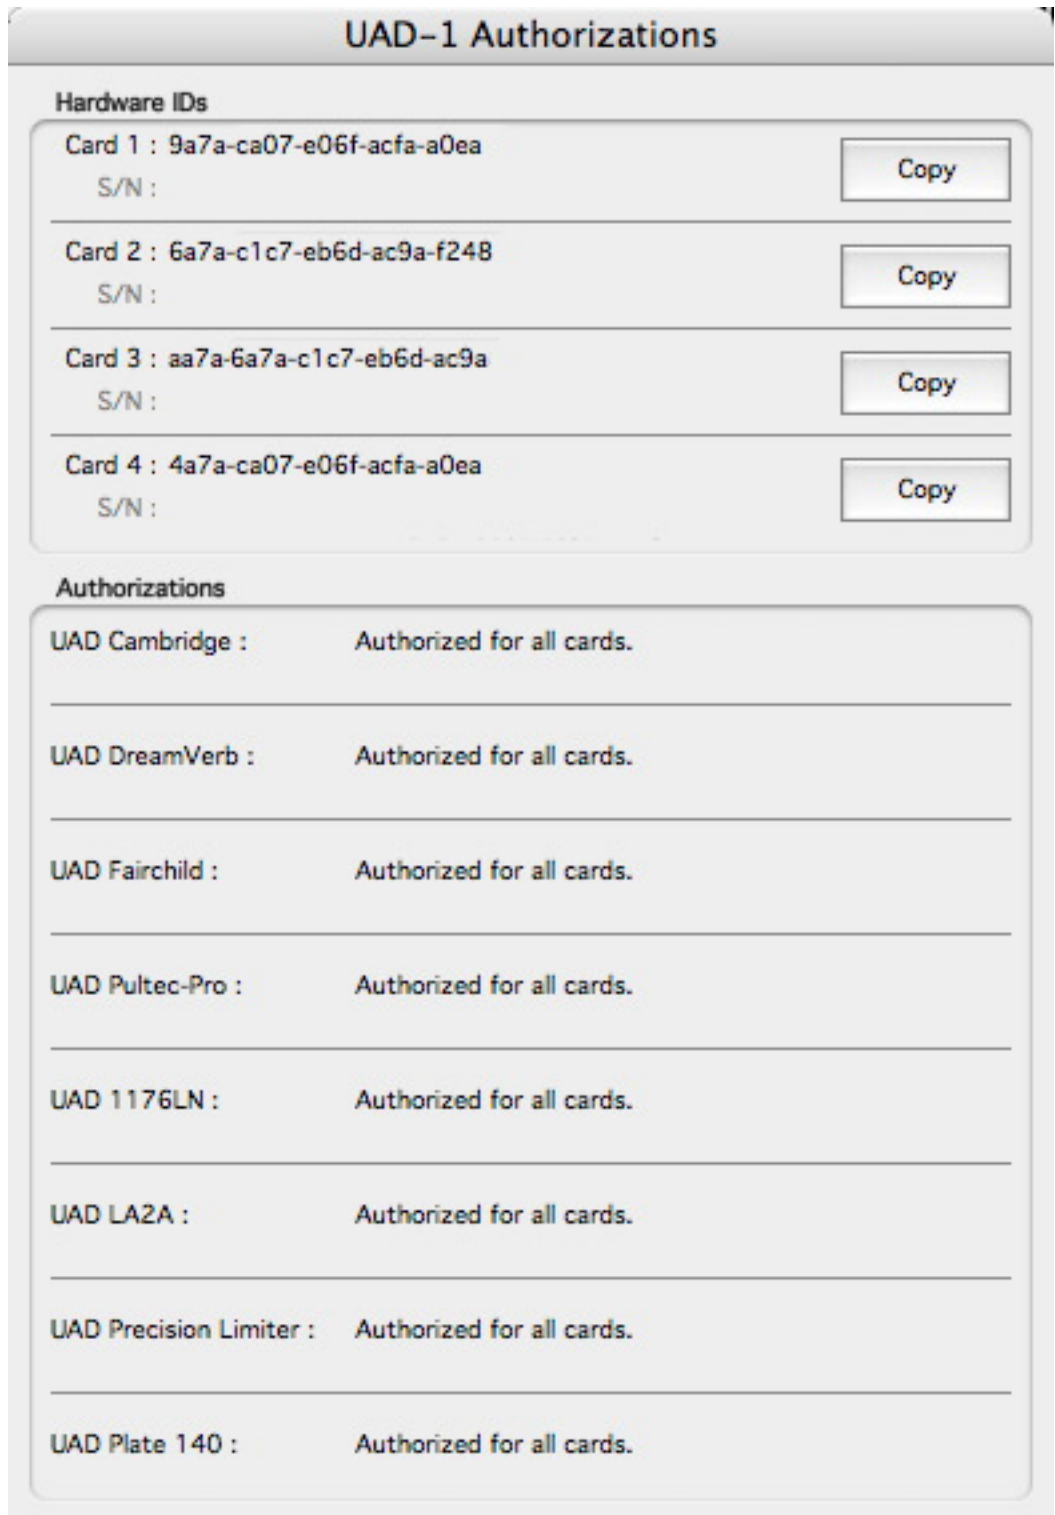 UAD-1 Authorizations
Hardware IDs
Card 1 : 9a7a-ca07-e06f-acfa-a0ea
Copy
S/N :
Card 2 : 6a7a-c1c7-eb6d-ac9a-f248
Copy
S/N :
Card 3 : aa7a-6a7a-c1c7-eb6d-ac9a
Copy
S/N :
Card 4 : 4a7a-ca07-e06f-acfa-a0ea
Copy
S/N :
Authorizations
UAD Cambridge : Authorized for all cards.
UAD DreamVerb : Authorized for all cards.
UAD Fairchild : Authorized for all cards.
UAD Pultec-Pro : Authorized for all cards.
UAD 1176LN : Authorized for all cards.
UAD LA2A : Authorized for all cards.
UAD Precision Limiter : Authorized for all cards.
UAD Plate 140 : Authorized for all cards.